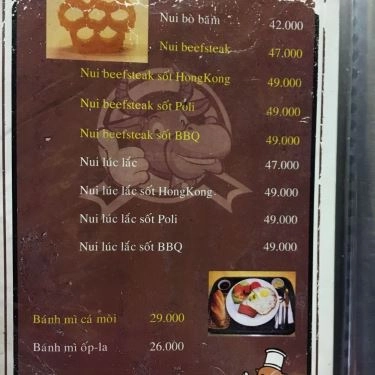 Nui bò bằm 42.000
Nui beefsteak 47.000
Nui beefsteak sốt HongKong 49.000
Nui beefsteak sốt Poli 49.000
Nui beefsteak sốt BBQ 49.000
Nui lúc lắc 47.000
Nui lúc lắc sốt HongKong 49.000
Nui lúc lắc sốt Poli 49.000
Nui lúc lắc sốt BBQ 49.000
Bánh mì cá mòi 29.000
Bánh mì ốp-la 26.000